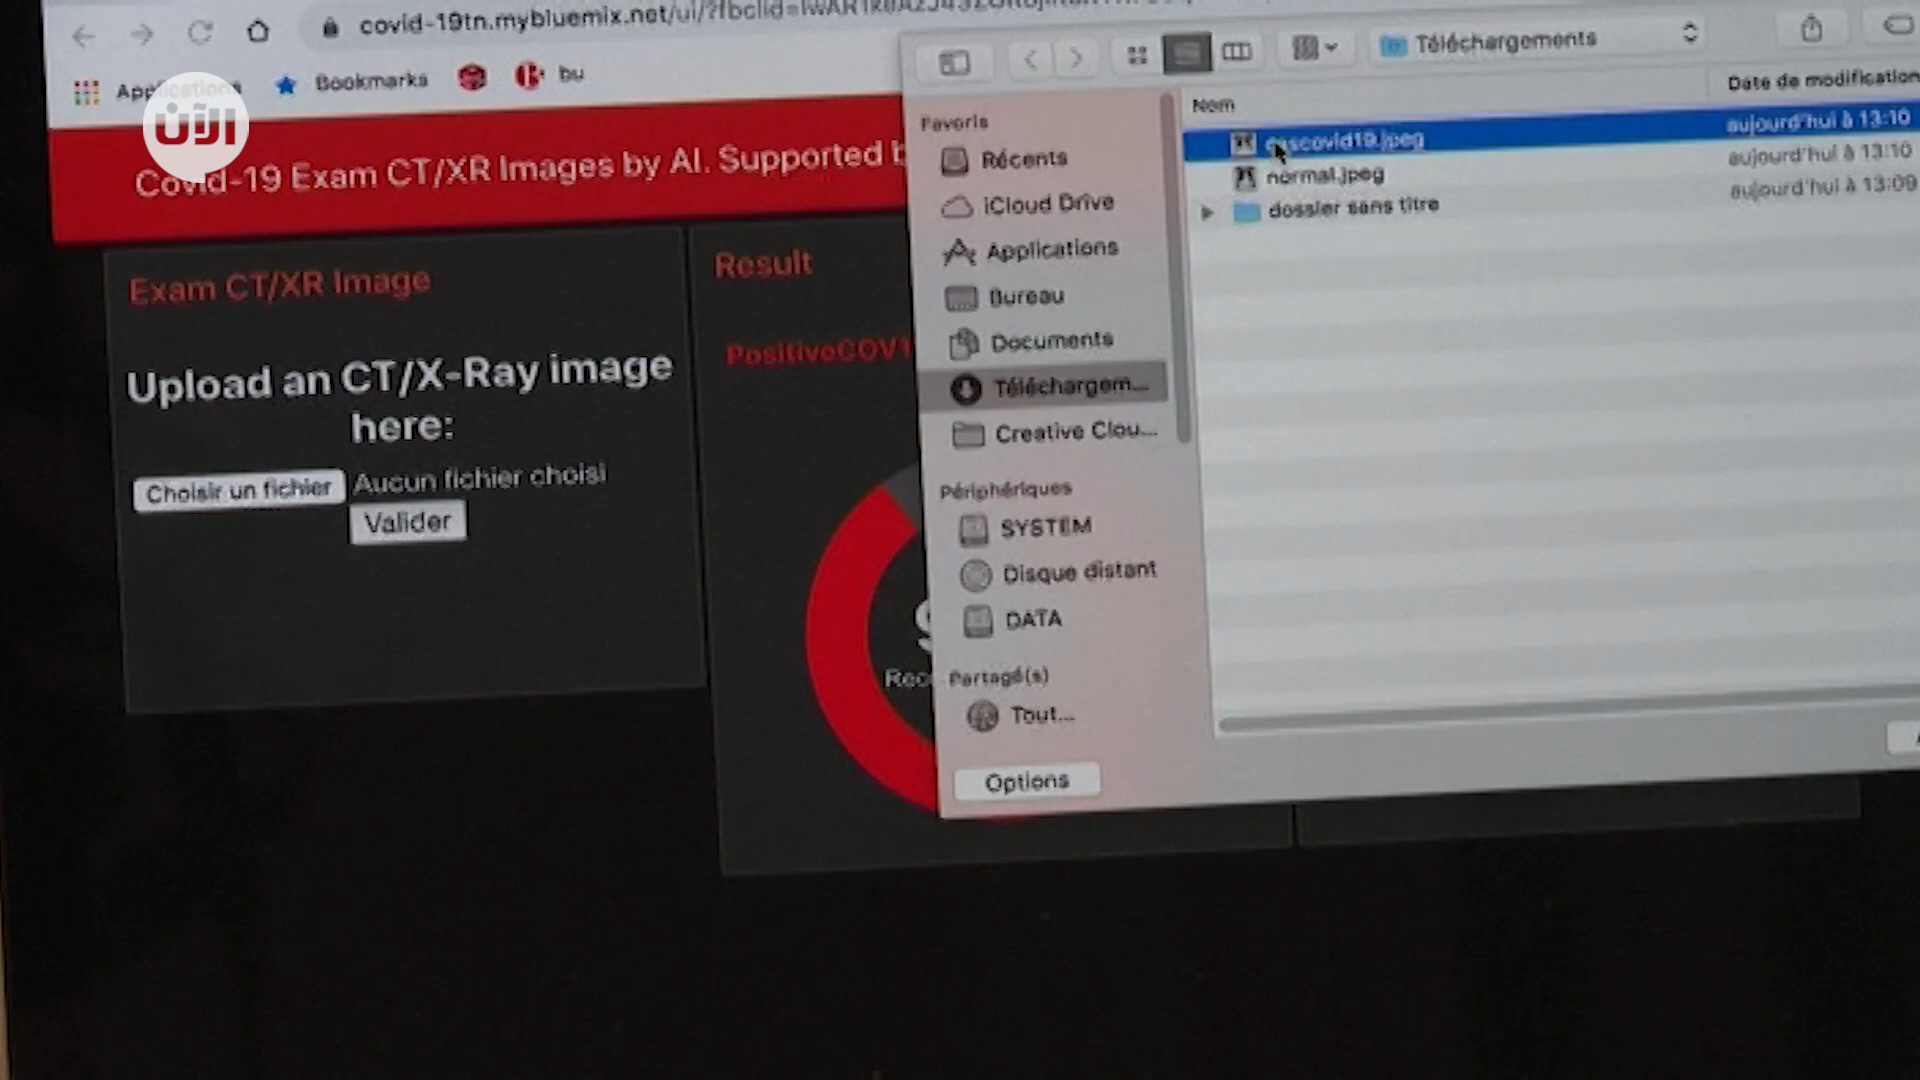 covid-19tn.mybluemix.net/ui/?fbclid=
Applications
Bookmarks
bu
الآن
Covid-19 Exam CT/XR Images by AI. Supported
Exam CT/XR Image
Upload an CT/X-Ray image
here:
Choisir un fichier
Aucun fichier choisi
Valider
Result
PositiveCOV
Téléchargements
Favoris
Récents
iCloud Drive
Applications
Bureau
Documents
Téléchargem...
Creative Clou...
Périphériques
SYSTEM
Disque distant
DATA
Partagé(s)
Tout...
Options
Nom
Date de modification
covid19.jpeg
aujourd'hui à 13:10
normal.jpeg
aujourd'hui à 13:10
dossier sans titre
aujourd'hui à 13:09